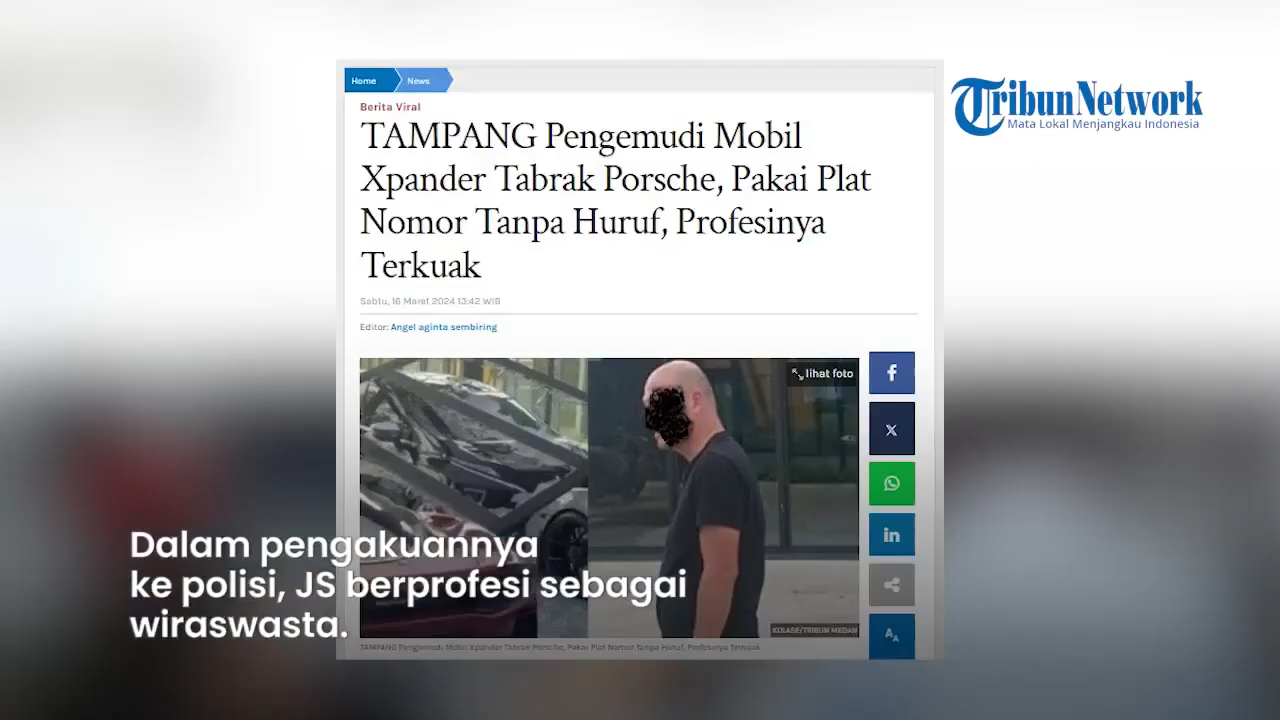 Home News
TribunNetwork
Mata Lokal Menjangkau Indonesia
Berita Viral
TAMPANG Pengemudi Mobil
Xpander Tabrak Porsche, Pakai Plat
Nomor Tanpa Huruf, Profesinya
Terkuak
Sabtu, 16 Maret 2024 13:42 WIB
Editor: Angel aginta sembiring
lihat foto
Dalam pengakuannya
ke polisi, JS berprofesi sebagai
wiraswasta.
KOLASE/TRIBUN MEDAN
TAMPANG Pengemudi Mobil Xpander Tabrak Porsche, Pakai Plat Nomor Tanpa Huruf, Profesinya Terkuak